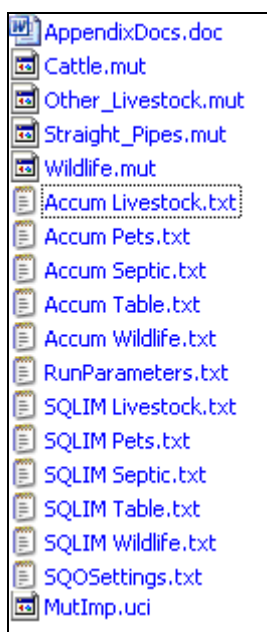 AppendixDocs.doc
Cattle.mut
Other_Livestock.mut
Straight_Pipes.mut
Wildlife.mut
Accum Livestock.txt
Accum Pets.txt
Accum Septic.txt
Accum Table.txt
Accum Wildlife.txt
RunParameters.txt
SQLIM Livestock.txt
SQLIM Pets.txt
SQLIM Septic.txt
SQLIM Table.txt
SQLIM Wildlife.txt
SQOSettings.txt
MutImp.uci